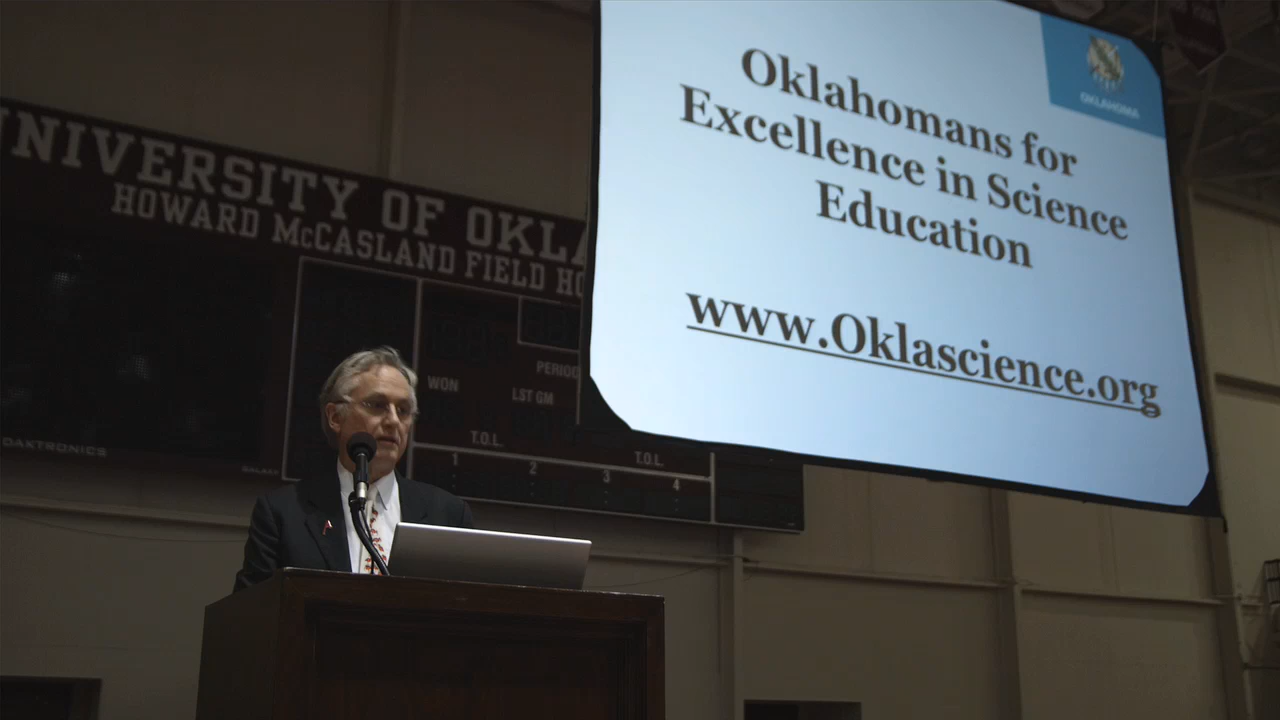 Oklahomans for
Excellence in Science
Education
www.Oklascience.org
OKLAHOMA
NIVERSITY OF OKLA
HOWARD McCASLAND FIELD HO
PERIOD
WON
LST GM
T.O.L.
T.O.L.
1 2 3 4
DAKTRONICS